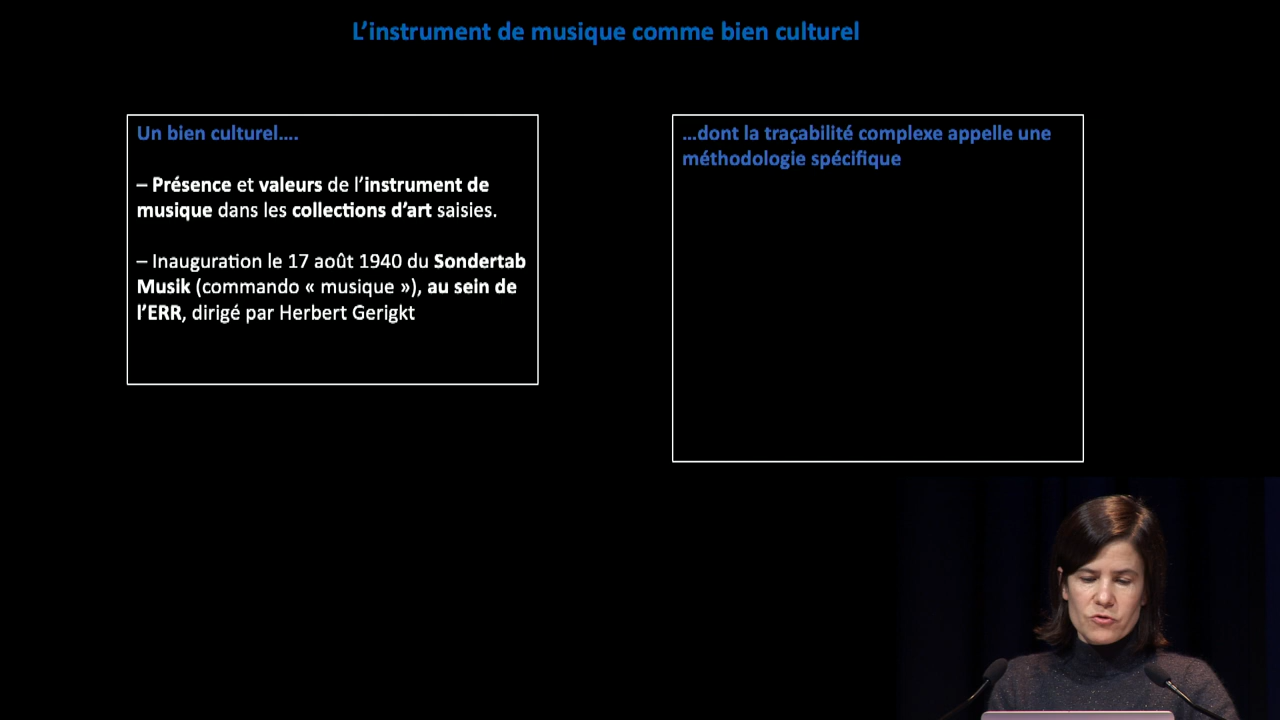 L’instrument de musique comme bien culturel
Un bien culturel....
– Présence et valeurs de l’instrument de
musique dans les collections d’art saisies.
– Inauguration le 17 août 1940 du Sondertab
Musik (commando « musique »), au sein de
l’ERR, dirigé par Herbert Gerigkt
...dont la traçabilité complexe appelle une
méthodologie spécifique